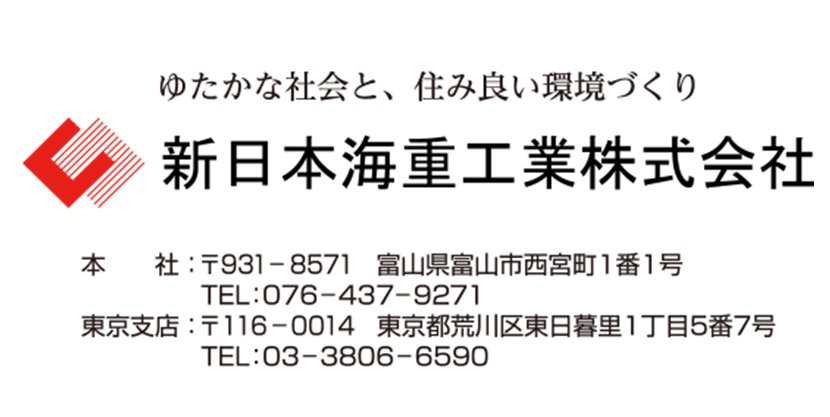 ゆたかな社会と、住み良い環境づくり
新日本海重工業株式会社
本　　社：〒931－8571　富山県富山市西宮町1番1号
TEL：076－437－9271
東京支店：〒116－0014　東京都荒川区東日暮里1丁目5番7号
TEL：03－3806－6590